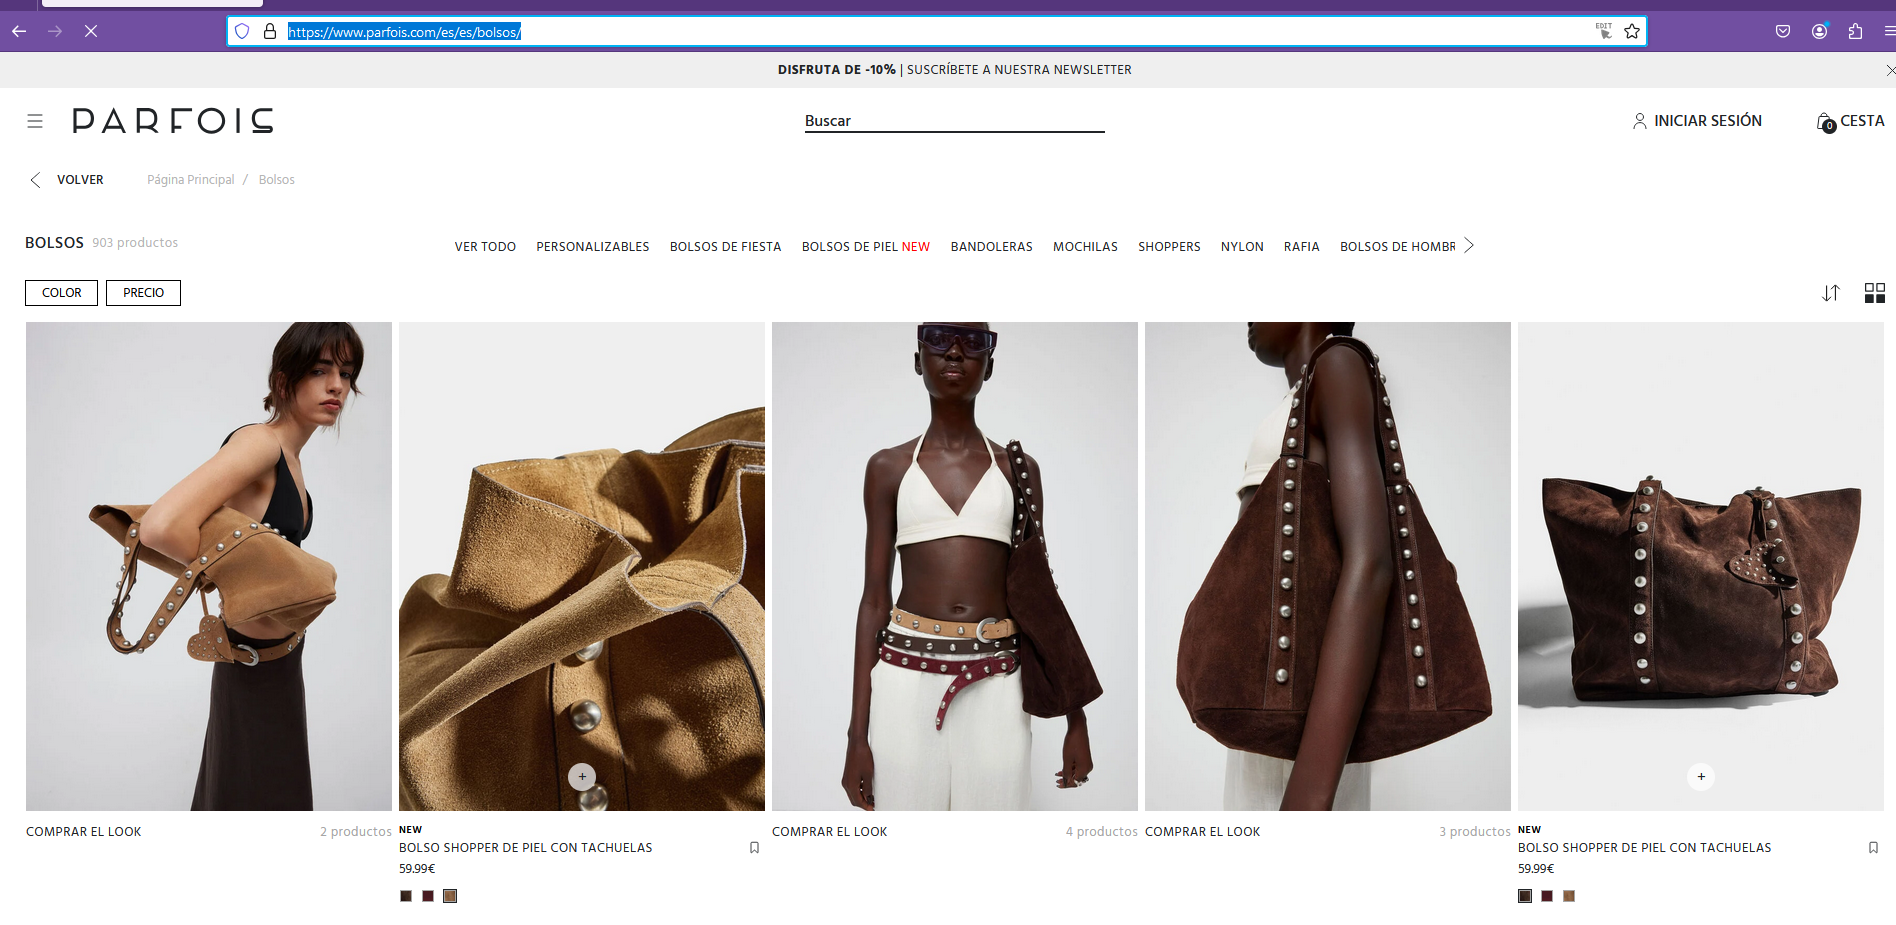 https://www.parfois.com/es/es/bolsos/
EDIT
DISFRUTA DE -10% | SUSCRÍBETE A NUESTRA NEWSLETTER
PARFOIS
Buscar
INICIAR SESIÓN
0 CESTA
VOLVER
Página Principal / Bolsos
BOLSOS 903 productos
VER TODO PERSONALIZABLES BOLSOS DE FIESTA BOLSOS DE PIEL NEW BANDOLERAS MOCHILAS SHOPPERS NYLON RAFIA BOLSOS DE HOMBR
COLOR PRECIO
COMPRAR EL LOOK 2 productos
NEW
BOLSO SHOPPER DE PIEL CON TACHUELAS
59.99€
COMPRAR EL LOOK 4 productos
COMPRAR EL LOOK 3 productos
NEW
BOLSO SHOPPER DE PIEL CON TACHUELAS
59.99€